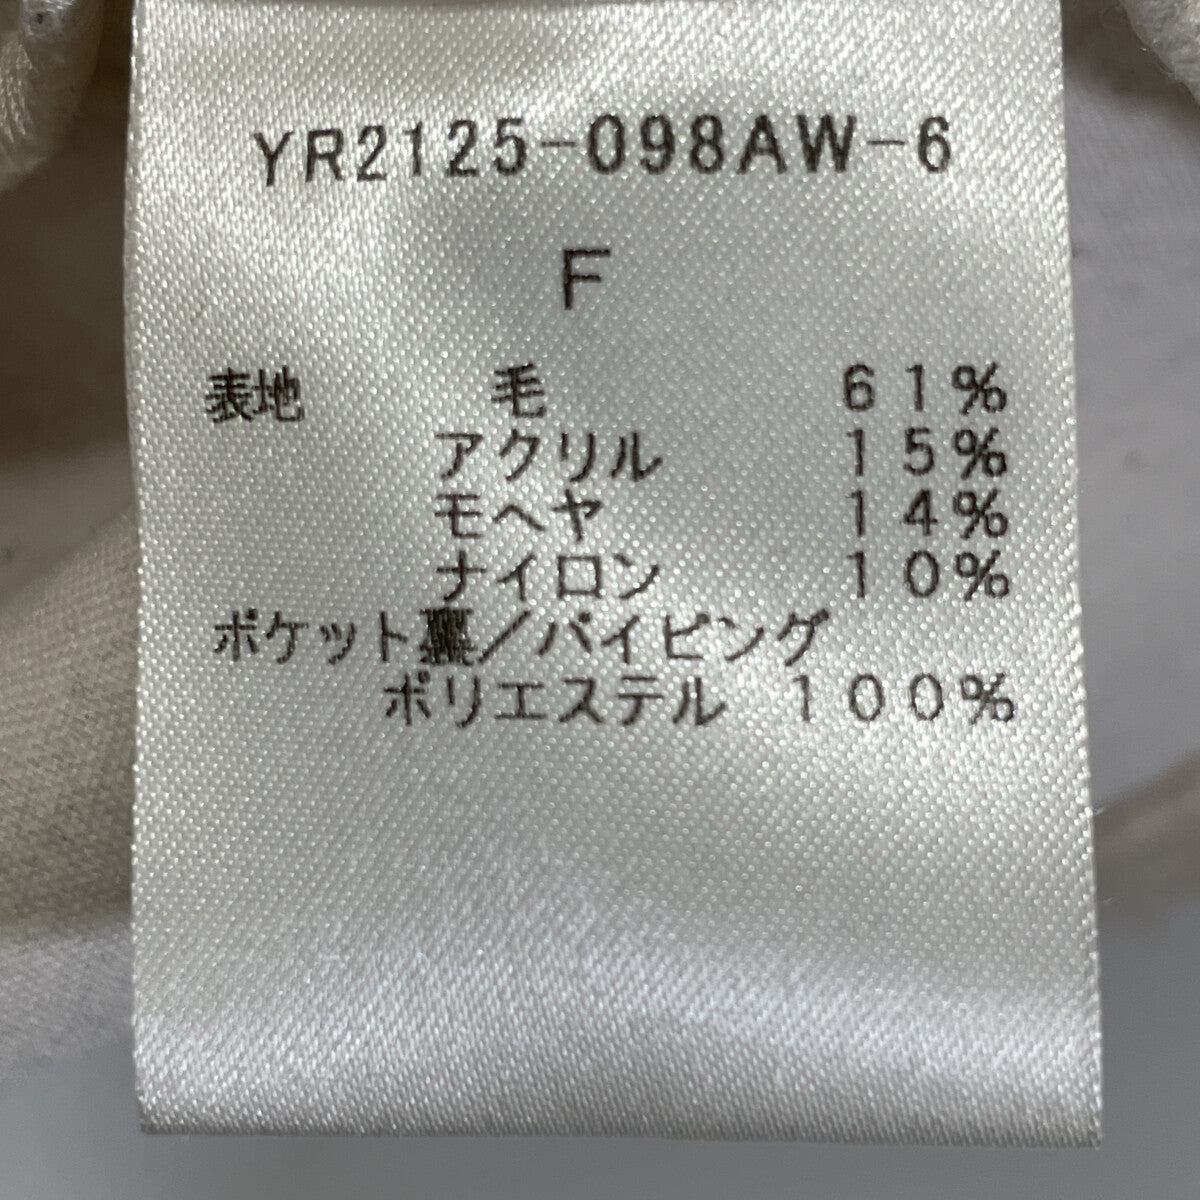 YR2125-098AW-6
F
表地 毛 61%
アクリル 15%
モヘヤ 14%
ナイロン 10%
ポケット裏／パイピング
ポリエステル 100%